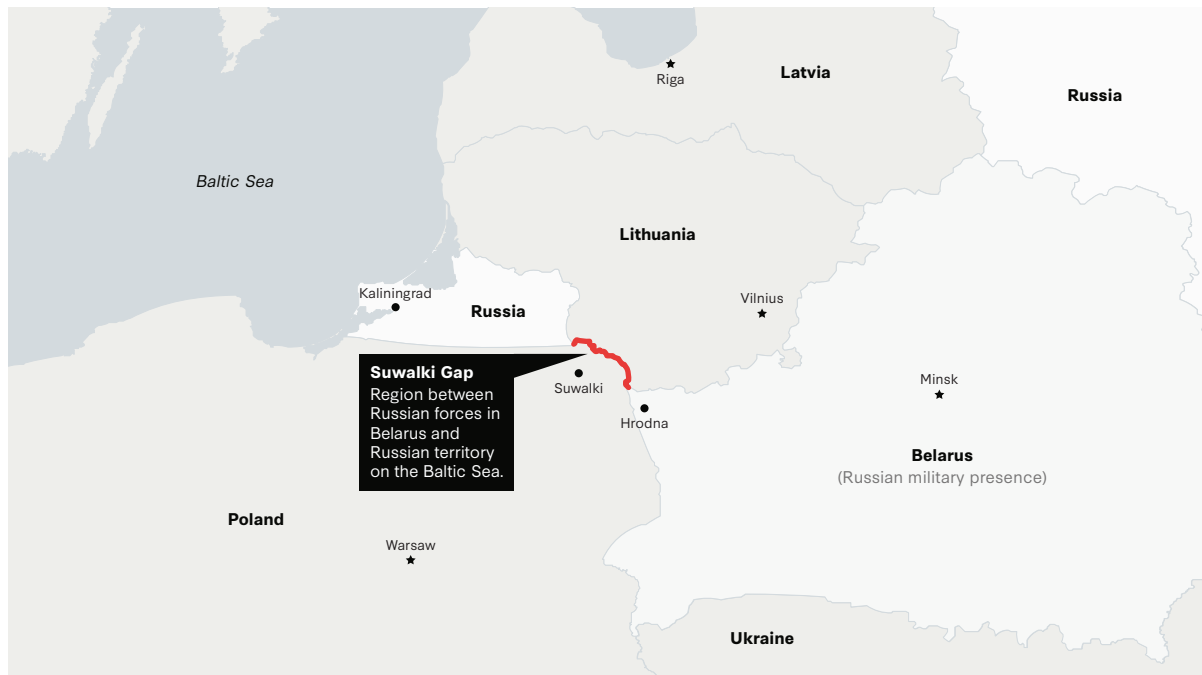 Riga
Latvia
Russia
Baltic Sea
Lithuania
Kaliningrad
Russia
Vilnius
Suwalki Gap
Region between
Russian forces in
Belarus and
Russian territory
on the Baltic Sea.
Suwalki
Hrodna
Minsk
Belarus
(Russian military presence)
Poland
Warsaw
Ukraine